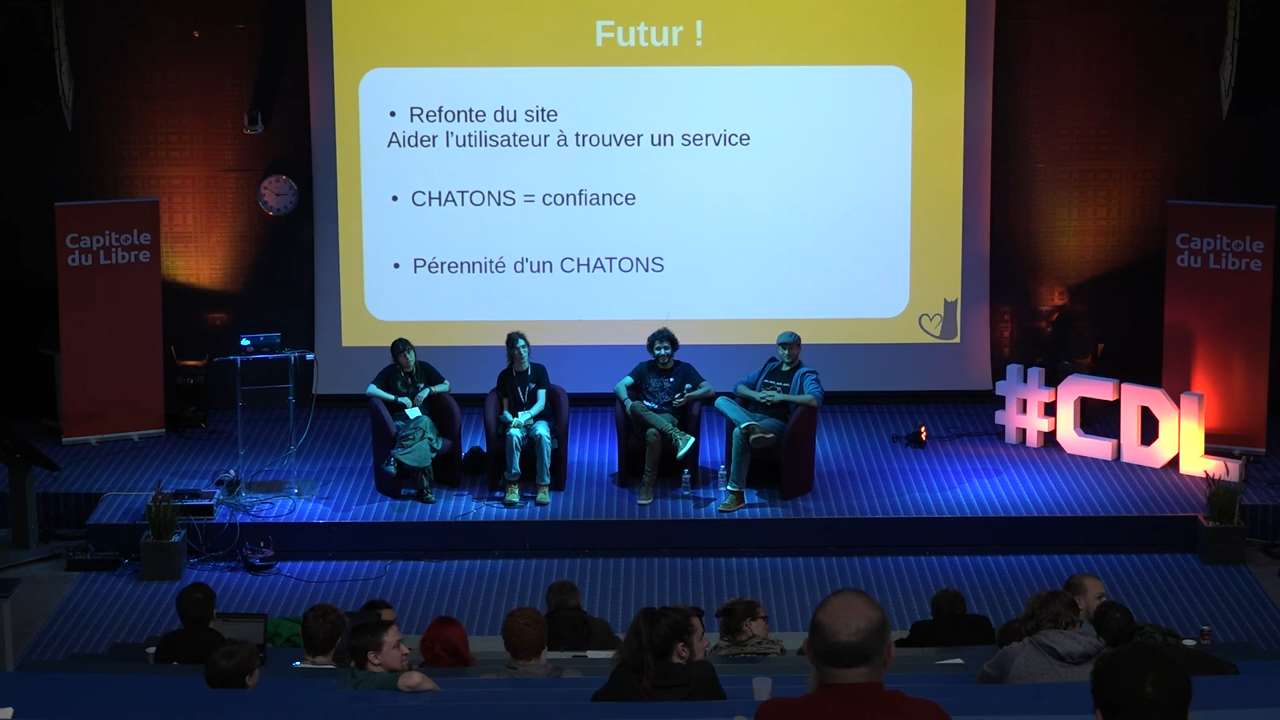 Futur !
• Refonte du site
Aider l'utilisateur à trouver un service
• CHATONS = confiance
• Pérennité d'un CHATONS
Capitole
du Libre
Capitole
du Libre
#CDL